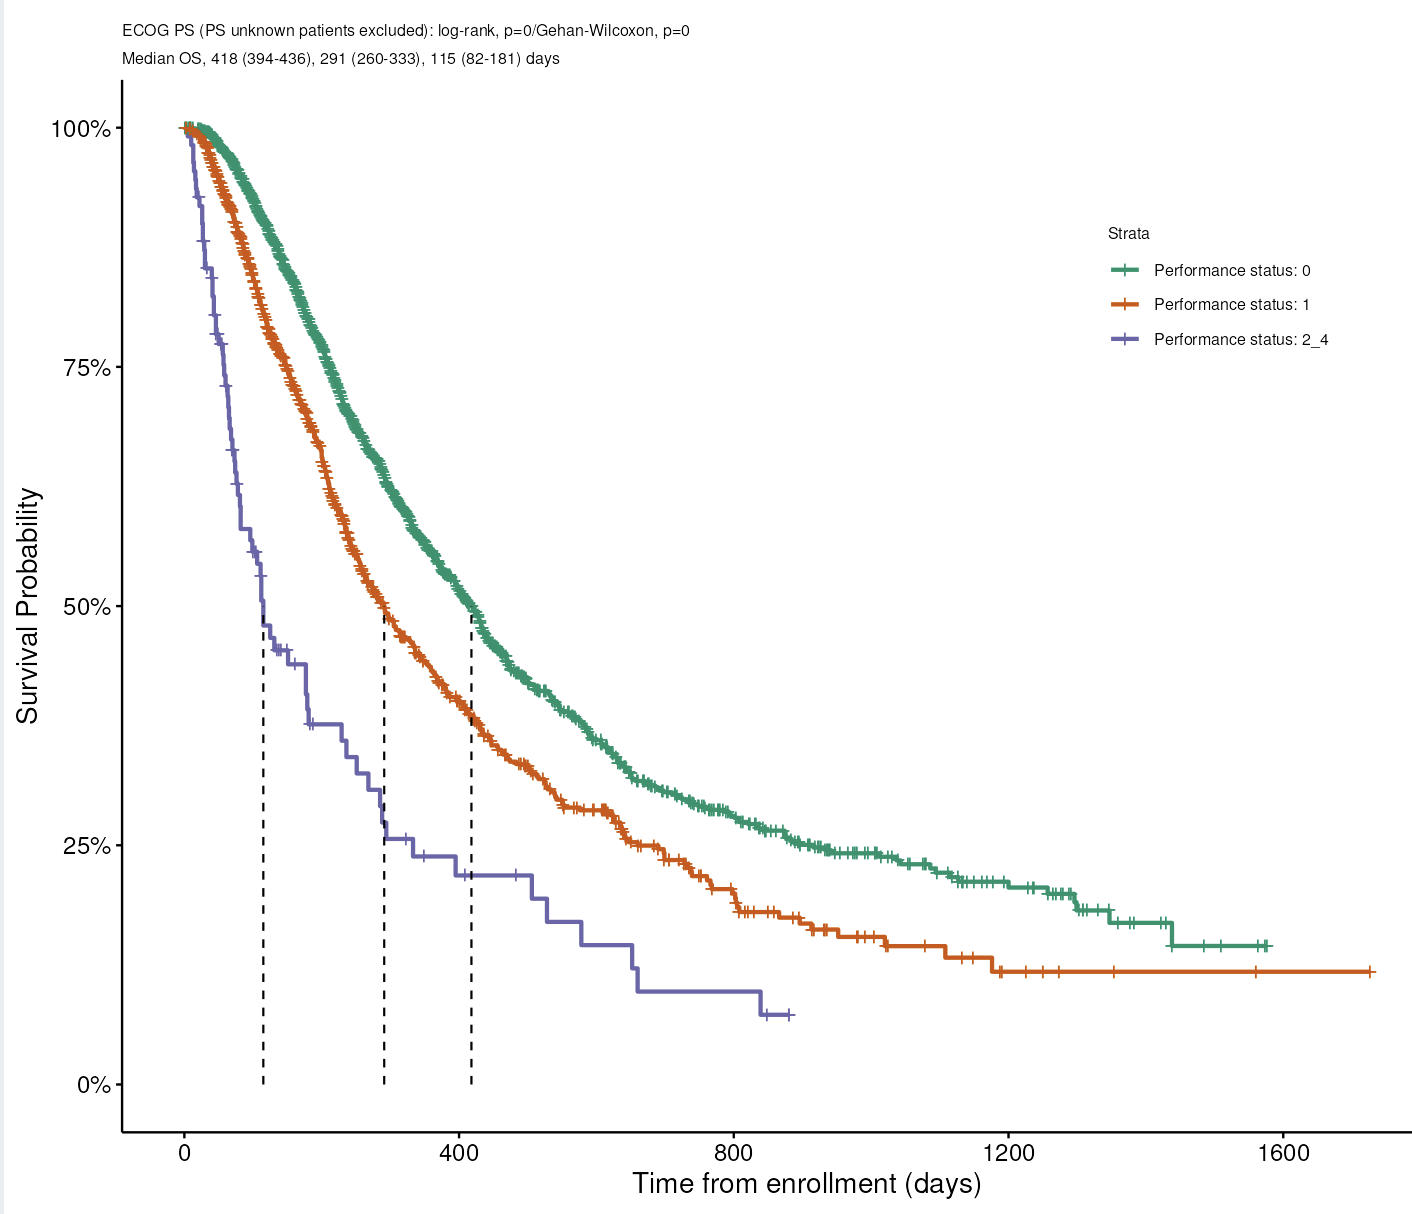 ECOG PS (PS unknown patients excluded): log-rank, p=0/Gehan-Wilcoxon, p=0
Median OS, 418 (394-436), 291 (260-333), 115 (82-181) days
Survival Probability
100%
75%
50%
25%
0%
Strata
Performance status: 0
Performance status: 1
Performance status: 2_4
0
400
800
1200
1600
Time from enrollment (days)